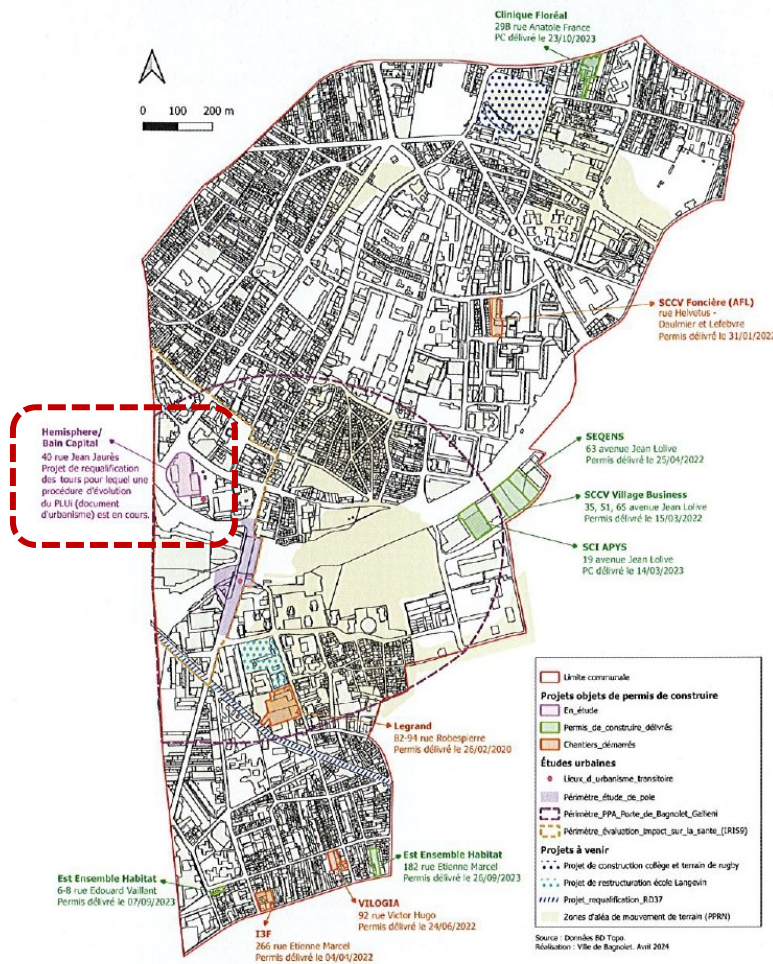 Clinique Floréal
29B rue Anatole France
PC délivré le 23/10/2023
0 100 200 m
SCCV Foncière (AFL)
rue Helvetus -
Daulmier et Lefebvre
Permis délivré le 31/01/2022
Hemisphere/
Bain Capital
40 rue Jean Jaurès
Projet de requalification
des tours pour lequel une
procédure d'évolution
du PLUi (document
d'urbanisme) est en cours.
SEQENS
63 avenue Jean Lolive
Permis délivré le 25/04/2022
SCCV Village Business
35, 51, 65 avenue Jean Lolive
Permis délivré le 15/03/2022
SCI APYS
19 avenue Jean Lolive
PC délivré le 14/03/2023
Legrand
82-94 rue Robespierre
Permis délivré le 26/02/2020
Est Ensemble Habitat
182 rue Etienne Marcel
Permis délivré le 26/09/2023
Est Ensemble Habitat
6-8 rue Edouard Vaillant
Permis délivré le 07/09/2023
VILOGIA
92 rue Victor Hugo
Permis délivré le 24/06/2022
I3F
266 rue Etienne Marcel
Permis délivré le 04/04/2022
Limite communale
Projets objets de permis de construire
En_étude
Permis_de_construire_délivrés
Chantiers_démarrés
Études urbaines
Lieux_d_urbanisme_transitoire
Périmètre_étude_de_pole
Périmètre_PPA_Porte_de_Bagnolet_Gallieni
Périmètre_évaluation_impact_sur_la_sante_(IRIS9)
Projets à venir
Projet de construction collège et terrain de rugby
Projet de restructuration école Langevin
Projet_requalification_RD37
Zones d'aléa de mouvement de terrain (PPRN)
Source : Données BD Topo.
Réalisation : Ville de Bagnolet. Avril 2024